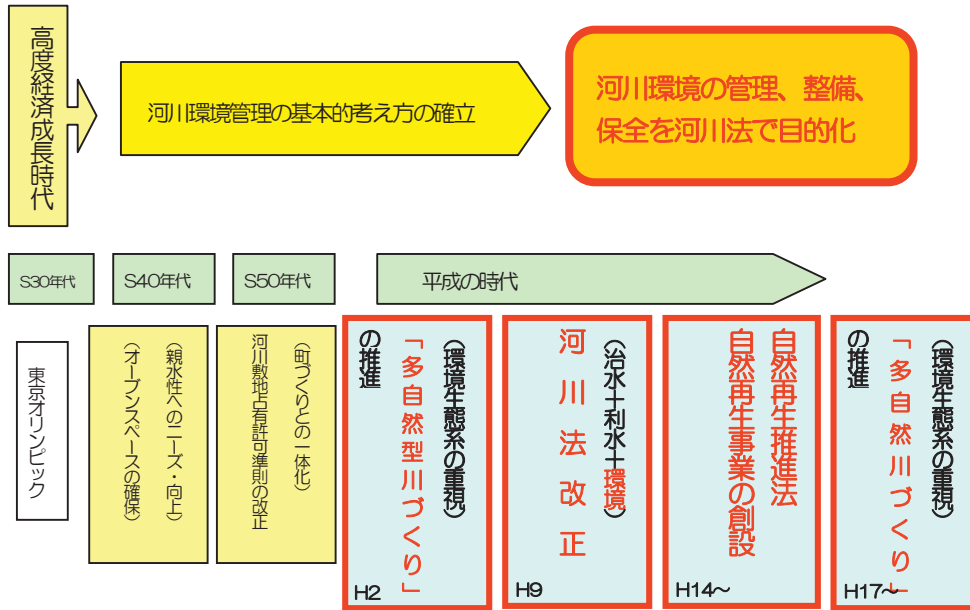 高度経済成長時代
河川環境管理の基本的考え方の確立
河川環境の管理、整備、
保全を河川法で目的化
S30年代
S40年代
S50年代
平成の時代
東京オリンピック
（親水性へのニーズ・向上）
（オープンスペースの確保）
（町づくりとの一体化）
河川敷地占有許可準則の改正
（環境生態系の重視）
「多自然型川づくり」
の推進
H2
（治水＋利水＋環境）
河川法改正
H9
自然再生推進法
自然再生事業の創設
H14～
（環境生態系の重視）
「多自然川づくり」
の推進
H17～